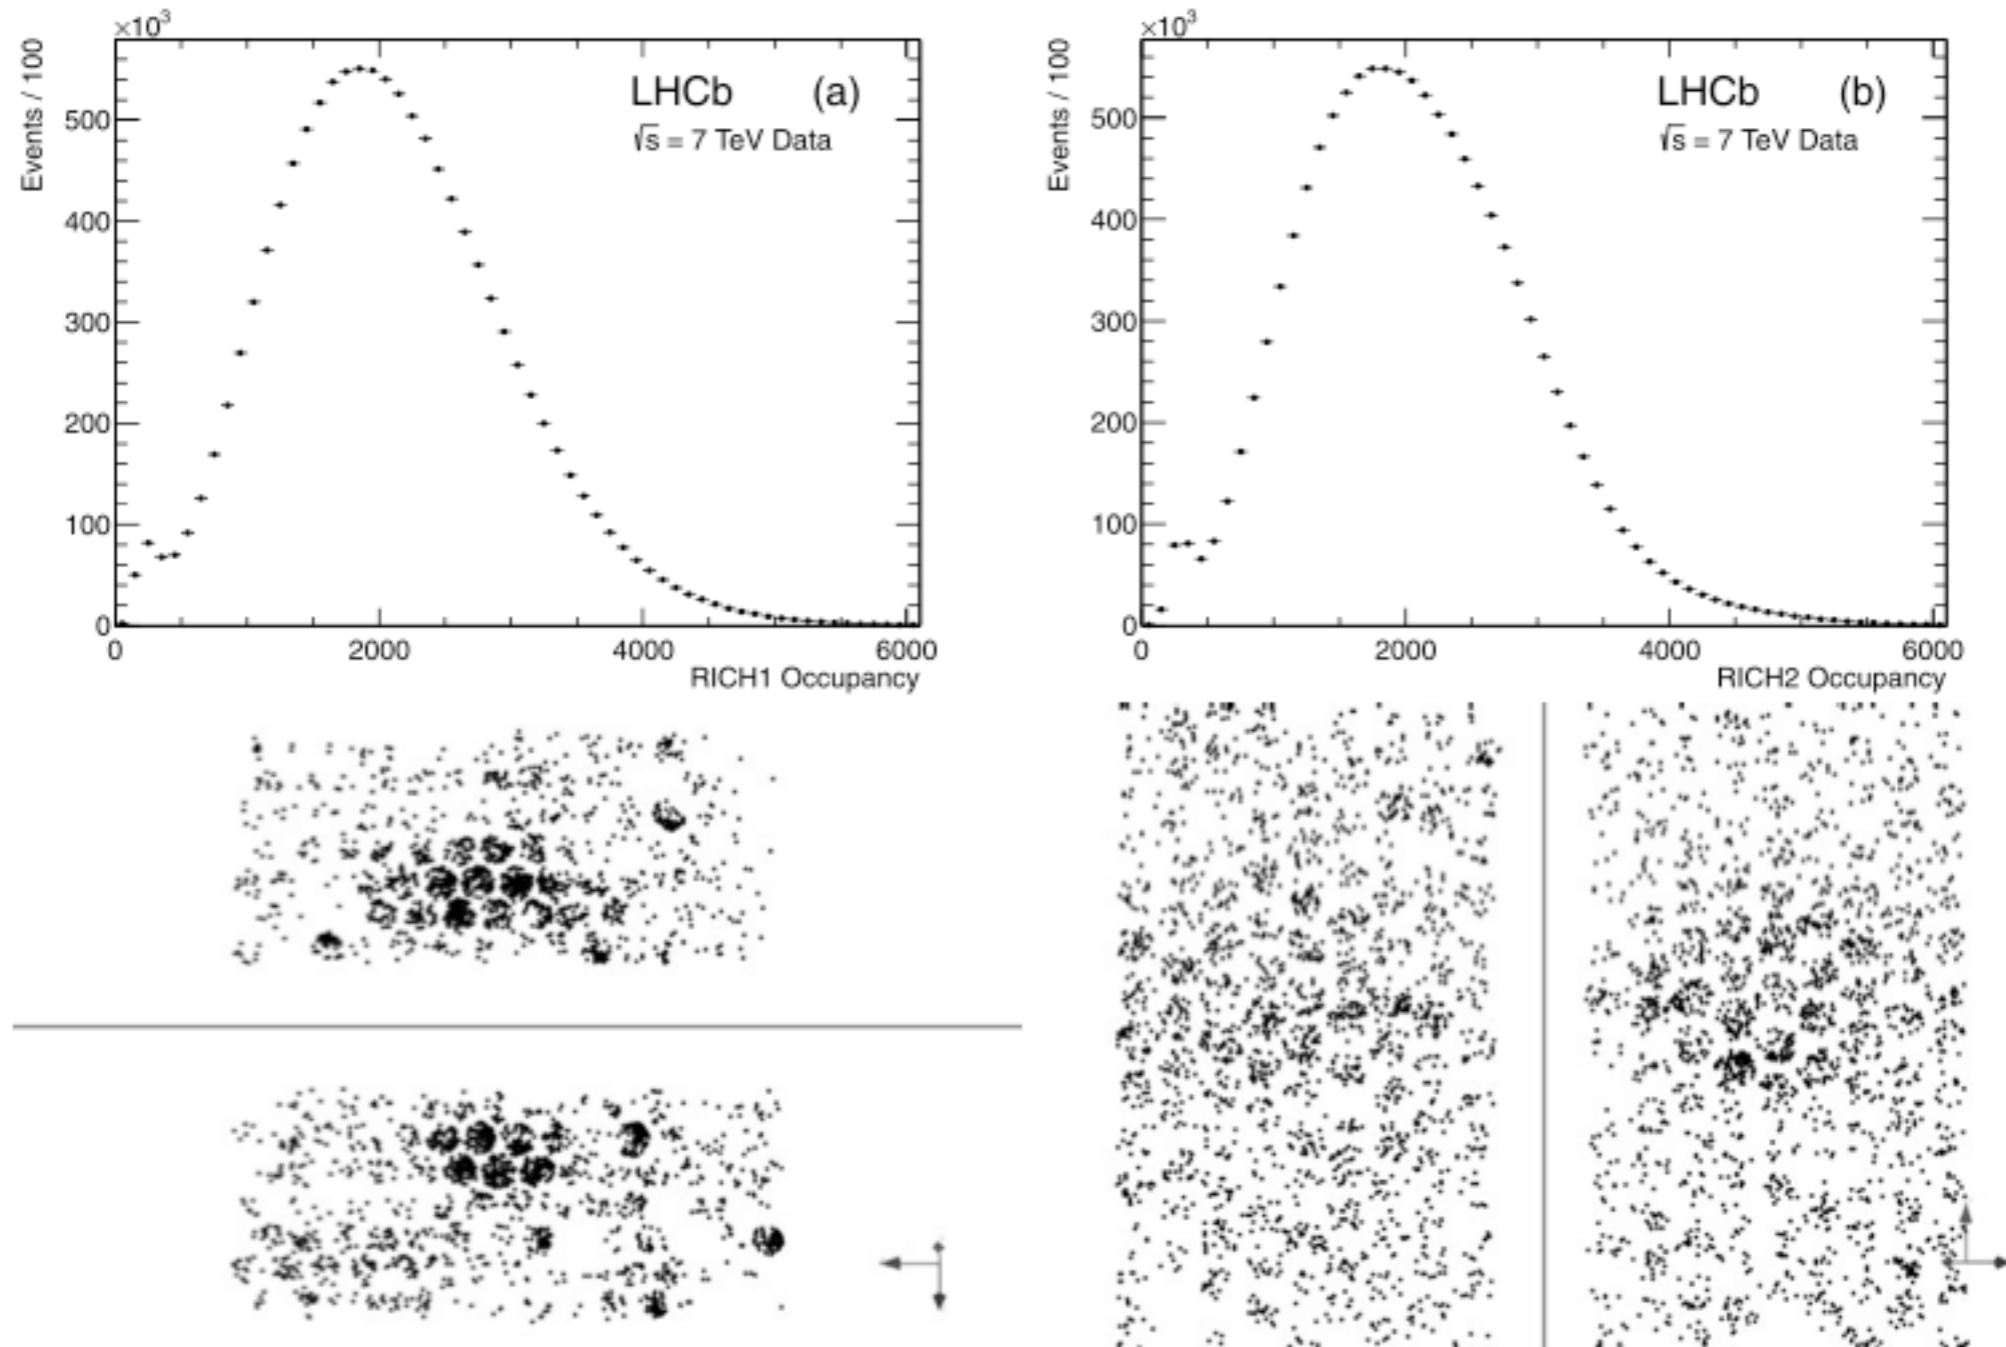 ×10³
Events / 100
LHCb (a)
√s = 7 TeV Data
500
400
300
200
100
0
0 2000 4000 6000
RICH1 Occupancy
×10³
Events / 100
LHCb (b)
√s = 7 TeV Data
500
400
300
200
100
0
0 2000 4000 6000
RICH2 Occupancy